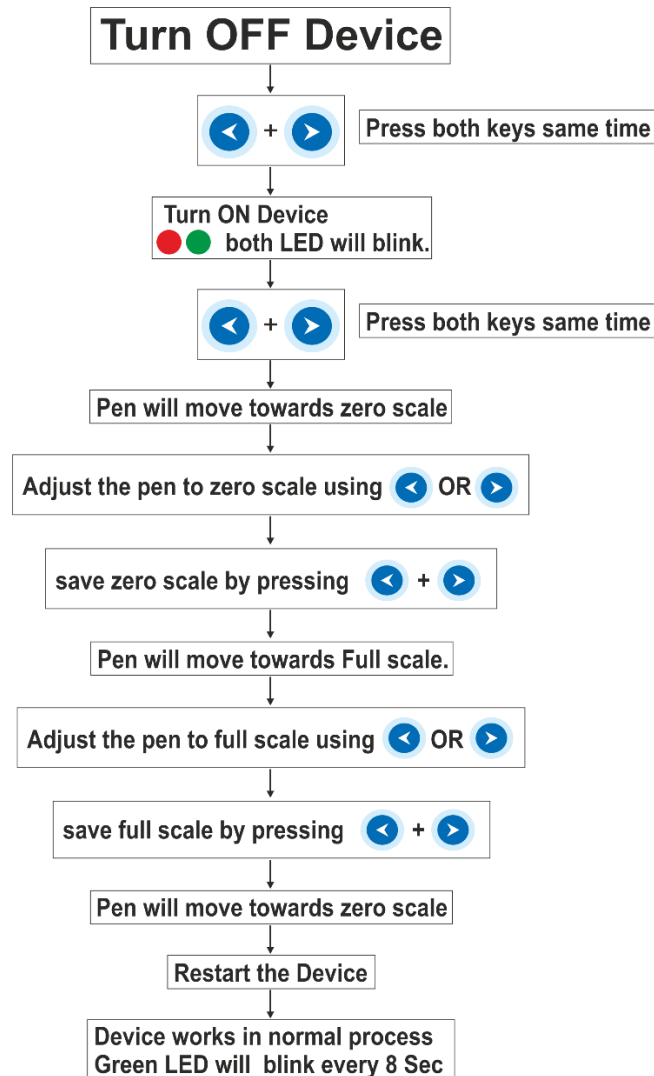 Turn OFF Device
+
Press both keys same time
Turn ON Device
both LED will blink.
+
Press both keys same time
Pen will move towards zero scale
Adjust the pen to zero scale using OR
save zero scale by pressing +
Pen will move towards Full scale.
Adjust the pen to full scale using OR
save full scale by pressing +
Pen will move towards zero scale
Restart the Device
Device works in normal process
Green LED will blink every 8 Sec